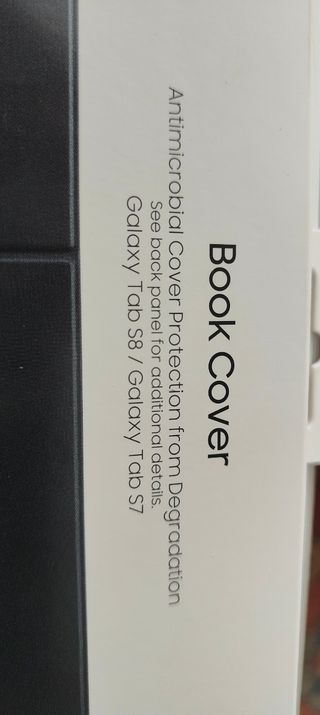 Book Cover
Antimicrobial Cover Protection from Degradation
See back panel for additional details.
Galaxy Tab S8 / Galaxy Tab S7